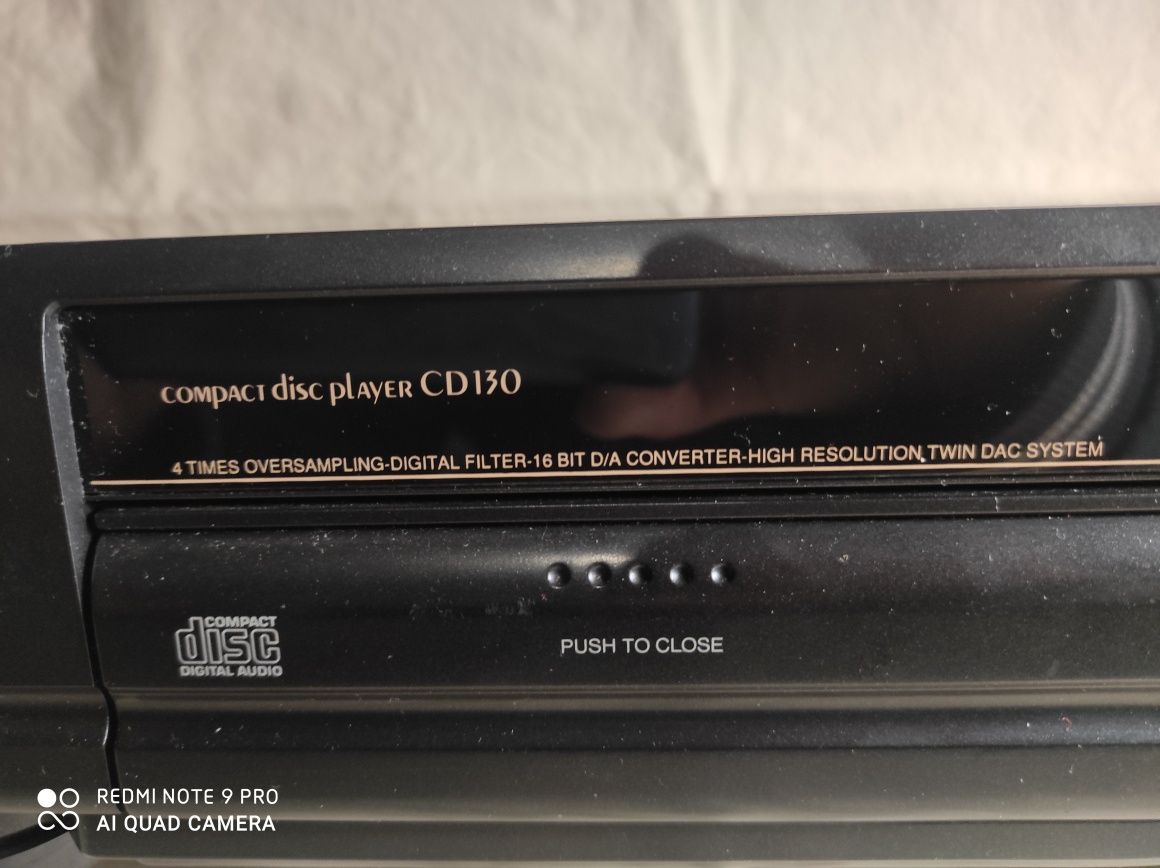 COMPACT disc PLAYER CD130
4 TIMES OVERSAMPLING-DIGITAL FILTER-16 BIT D/A CONVERTER-HIGH RESOLUTION TWIN DAC SYSTEM
PUSH TO CLOSE
COMPACT
disc
DIGITAL AUDIO
REDMI NOTE 9 PRO
AI QUAD CAMERA